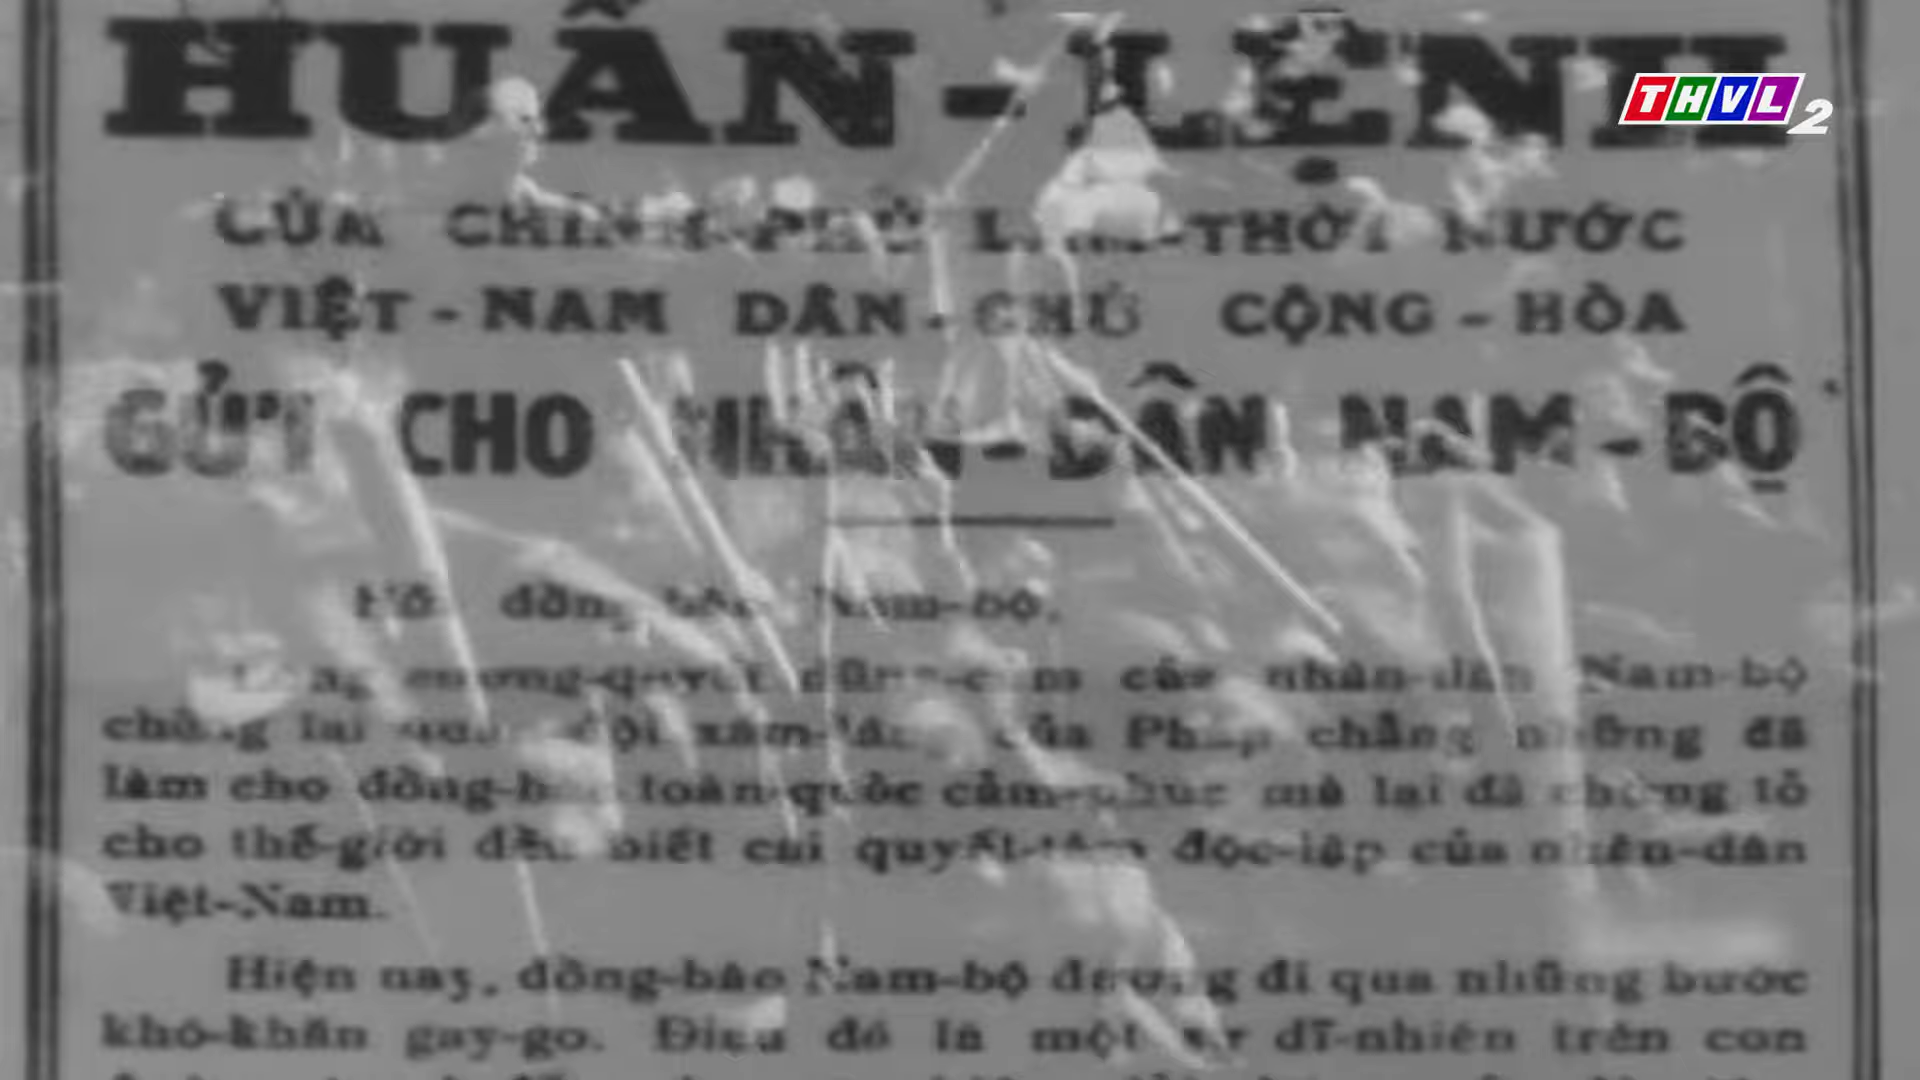 HUẤN-LỆNH
THVL2
CỦA CHÍNH-PHỦ LÂM-THỜI NƯỚC
VIỆT-NAM DÂN-CHỦ CỘNG-HÒA
GỬI CHO NHÂN-DÂN NAM-BỘ
Hỡi đồng-bào Nam-bộ,
cương-quyết dũng-cảm của nhân-dân Nam-bộ
chống lại quân đội xâm-lăng của Pháp chẳng những đã
làm cho đồng-bào toàn-quốc cảm-phục mà lại đã chứng tỏ
cho thế-giới đều biết cái quyết-tâm độc-lập của nhân-dân
Việt-Nam.
Hiện nay, đồng-bào Nam-bộ đương đi qua những bước
khó-khăn gay-go. Điều đó là một sự dĩ-nhiên trên con